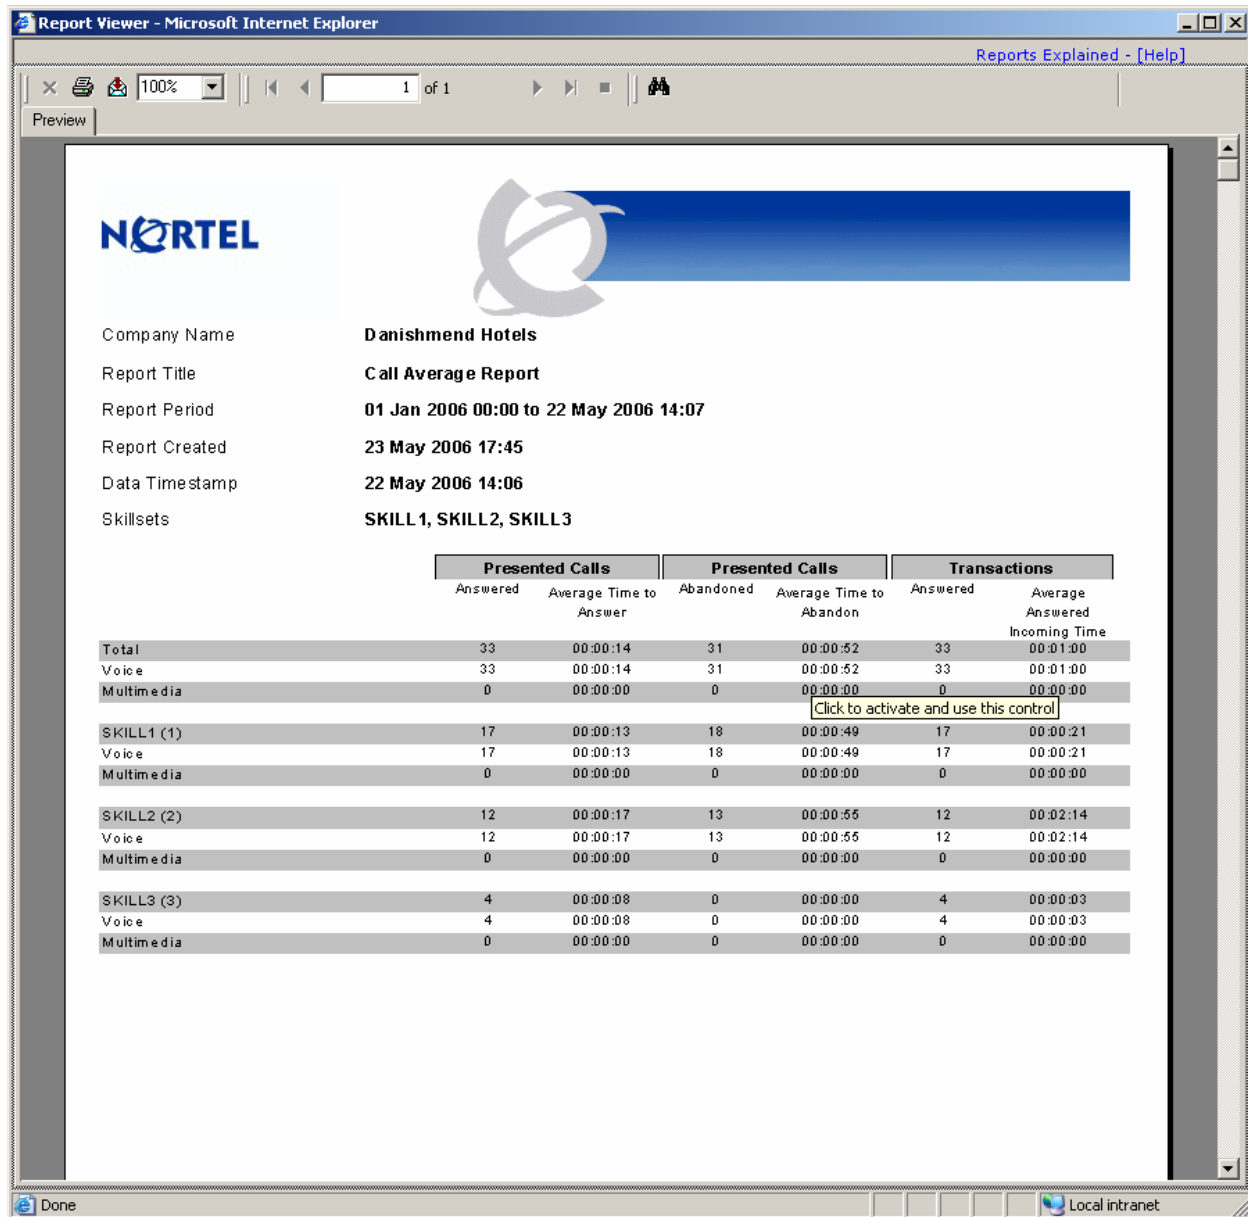 Report Viewer - Microsoft Internet Explorer
Reports Explained - [Help]
100% 1 of 1
Preview
NORTEL
Company Name Danishmend Hotels
Report Title Call Average Report
Report Period 01 Jan 2006 00:00 to 22 May 2006 14:07
Report Created 23 May 2006 17:45
Data Timestamp 22 May 2006 14:06
Skillsets SKILL1, SKILL2, SKILL3
Presented Calls Presented Calls Transactions
Answered Average Time to Abandoned Average Time to Answered Average
Answer Abandon Answered
Incoming Time
Total 33 00:00:14 31 00:00:52 33 00:01:00
Voice 33 00:00:14 31 00:00:52 33 00:01:00
Multimedia 0 00:00:00 0 00:00:00 0 00:00:00
Click to activate and use this control
SKILL1 (1) 17 00:00:13 18 00:00:49 17 00:00:21
Voice 17 00:00:13 18 00:00:49 17 00:00:21
Multimedia 0 00:00:00 0 00:00:00 0 00:00:00
SKILL2 (2) 12 00:00:17 13 00:00:55 12 00:02:14
Voice 12 00:00:17 13 00:00:55 12 00:02:14
Multimedia 0 00:00:00 0 00:00:00 0 00:00:00
SKILL3 (3) 4 00:00:08 0 00:00:00 4 00:00:03
Voice 4 00:00:08 0 00:00:00 4 00:00:03
Multimedia 0 00:00:00 0 00:00:00 0 00:00:00
Done Local intranet